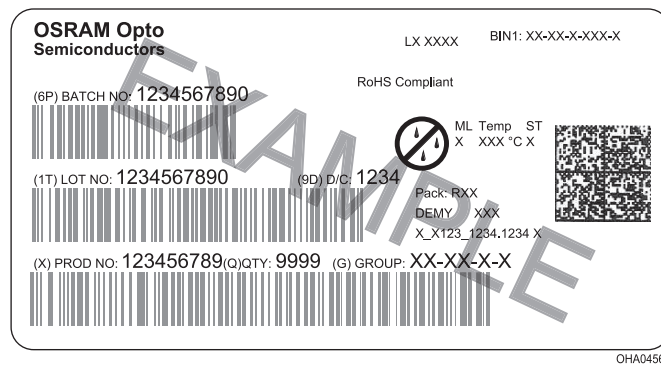 OSRAM Opto
Semiconductors
LX XXXX
BIN1: XX-XX-X-XXX-X
RoHS Compliant
(6P) BATCH NO: 1234567890
ML Temp ST
X XXX °C X
(1T) LOT NO: 1234567890
(9D) D/C: 1234
Pack: RXX
DEMY XXX
X_X123_1234.1234 X
(X) PROD NO: 123456789(Q)QTY: 9999 (G) GROUP: XX-XX-X-X
EXAMPLE
OHA0456